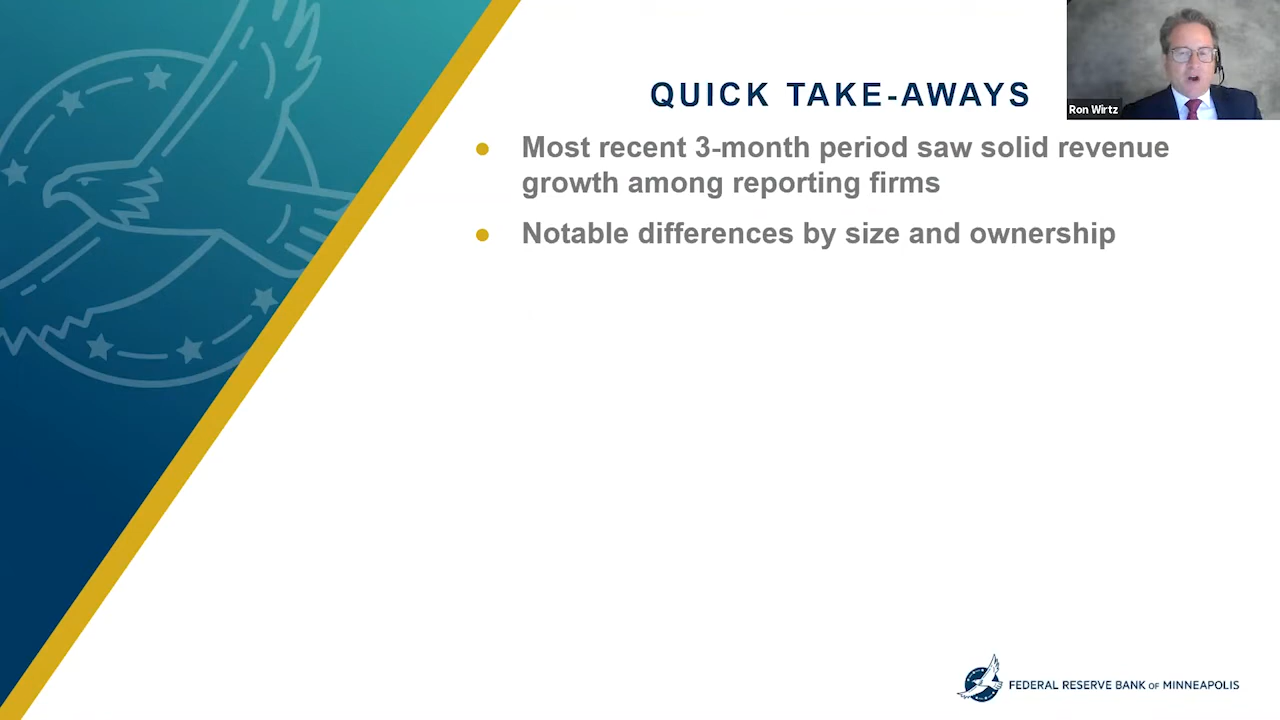 QUICK TAKE-AWAYS
Ron Wirtz
● Most recent 3-month period saw solid revenue
growth among reporting firms
● Notable differences by size and ownership
FEDERAL RESERVE BANK OF MINNEAPOLIS